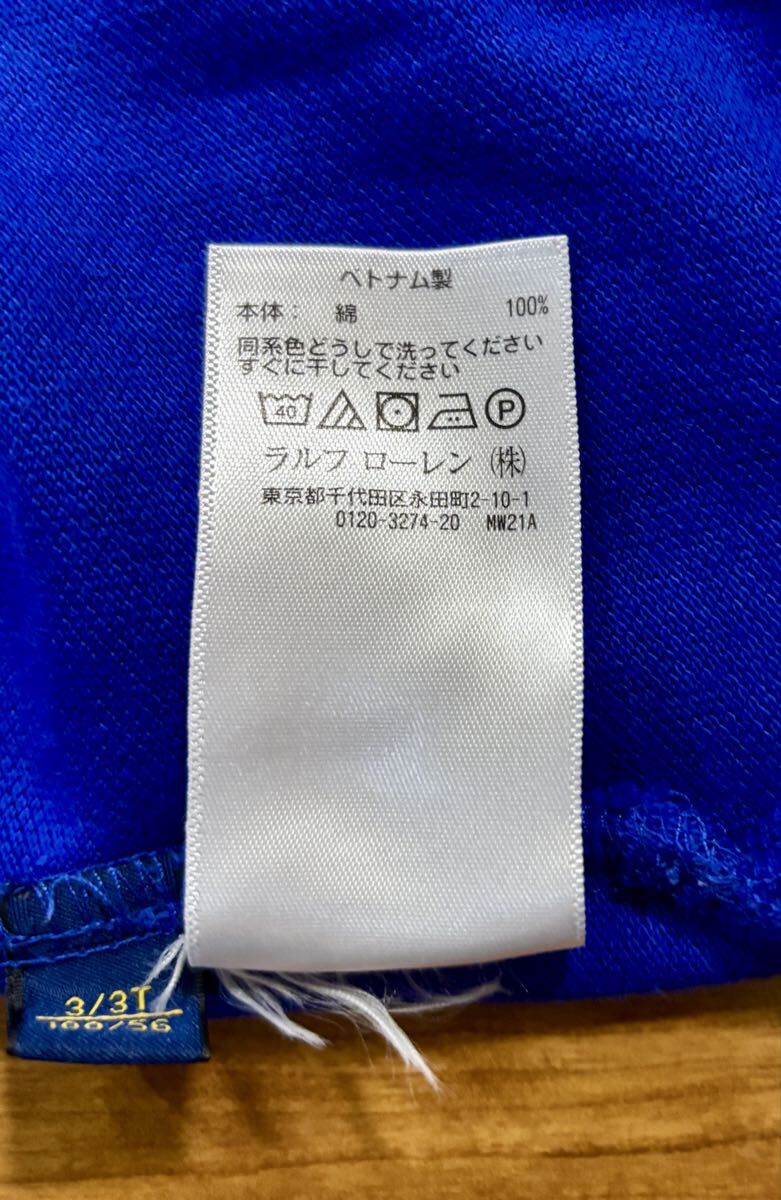 ベトナム製
本体: 綿 100%
同系色どうしで洗ってください
すぐに干してください
40 P
ラルフ ローレン (株)
東京都千代田区永田町2-10-1
0120-3274-20 MW21A
3/3T
100/56